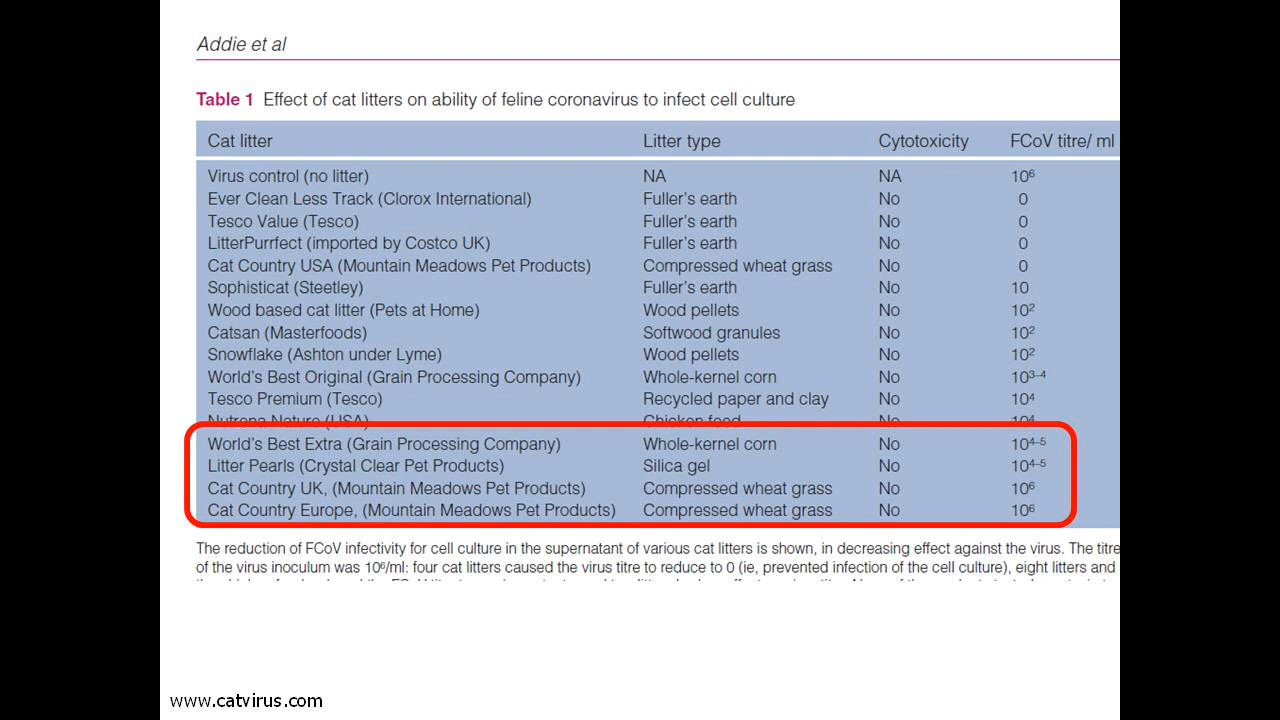 Addie et al
Table 1 Effect of cat litters on ability of feline coronavirus to infect cell culture
Cat litter Litter type Cytotoxicity FCoV titre/ ml
Virus control (no litter) NA NA 10⁶
Ever Clean Less Track (Clorox International) Fuller's earth No 0
Tesco Value (Tesco) Fuller's earth No 0
LitterPurrfect (imported by Costco UK) Fuller's earth No 0
Cat Country USA (Mountain Meadows Pet Products) Compressed wheat grass No 0
Sophisticat (Steetley) Fuller's earth No 10
Wood based cat litter (Pets at Home) Wood pellets No 10²
Catsan (Masterfoods) Softwood granules No 10²
Snowflake (Ashton under Lyme) Wood pellets No 10²
World's Best Original (Grain Processing Company) Whole-kernel corn No 10³⁻⁴
Tesco Premium (Tesco) Recycled paper and clay No 10⁴
Nutrena Nature (USA) Chicken feed No 10⁴
World's Best Extra (Grain Processing Company) Whole-kernel corn No 10⁴⁻⁵
Litter Pearls (Crystal Clear Pet Products) Silica gel No 10⁴⁻⁵
Cat Country UK, (Mountain Meadows Pet Products) Compressed wheat grass No 10⁶
Cat Country Europe, (Mountain Meadows Pet Products) Compressed wheat grass No 10⁶
The reduction of FCoV infectivity for cell culture in the supernatant of various cat litters is shown, in decreasing effect against the virus. The titre
of the virus inoculum was 10⁶/ml: four cat litters caused the virus titre to reduce to 0 (ie, prevented infection of the cell culture), eight litters and
www.catvirus.com